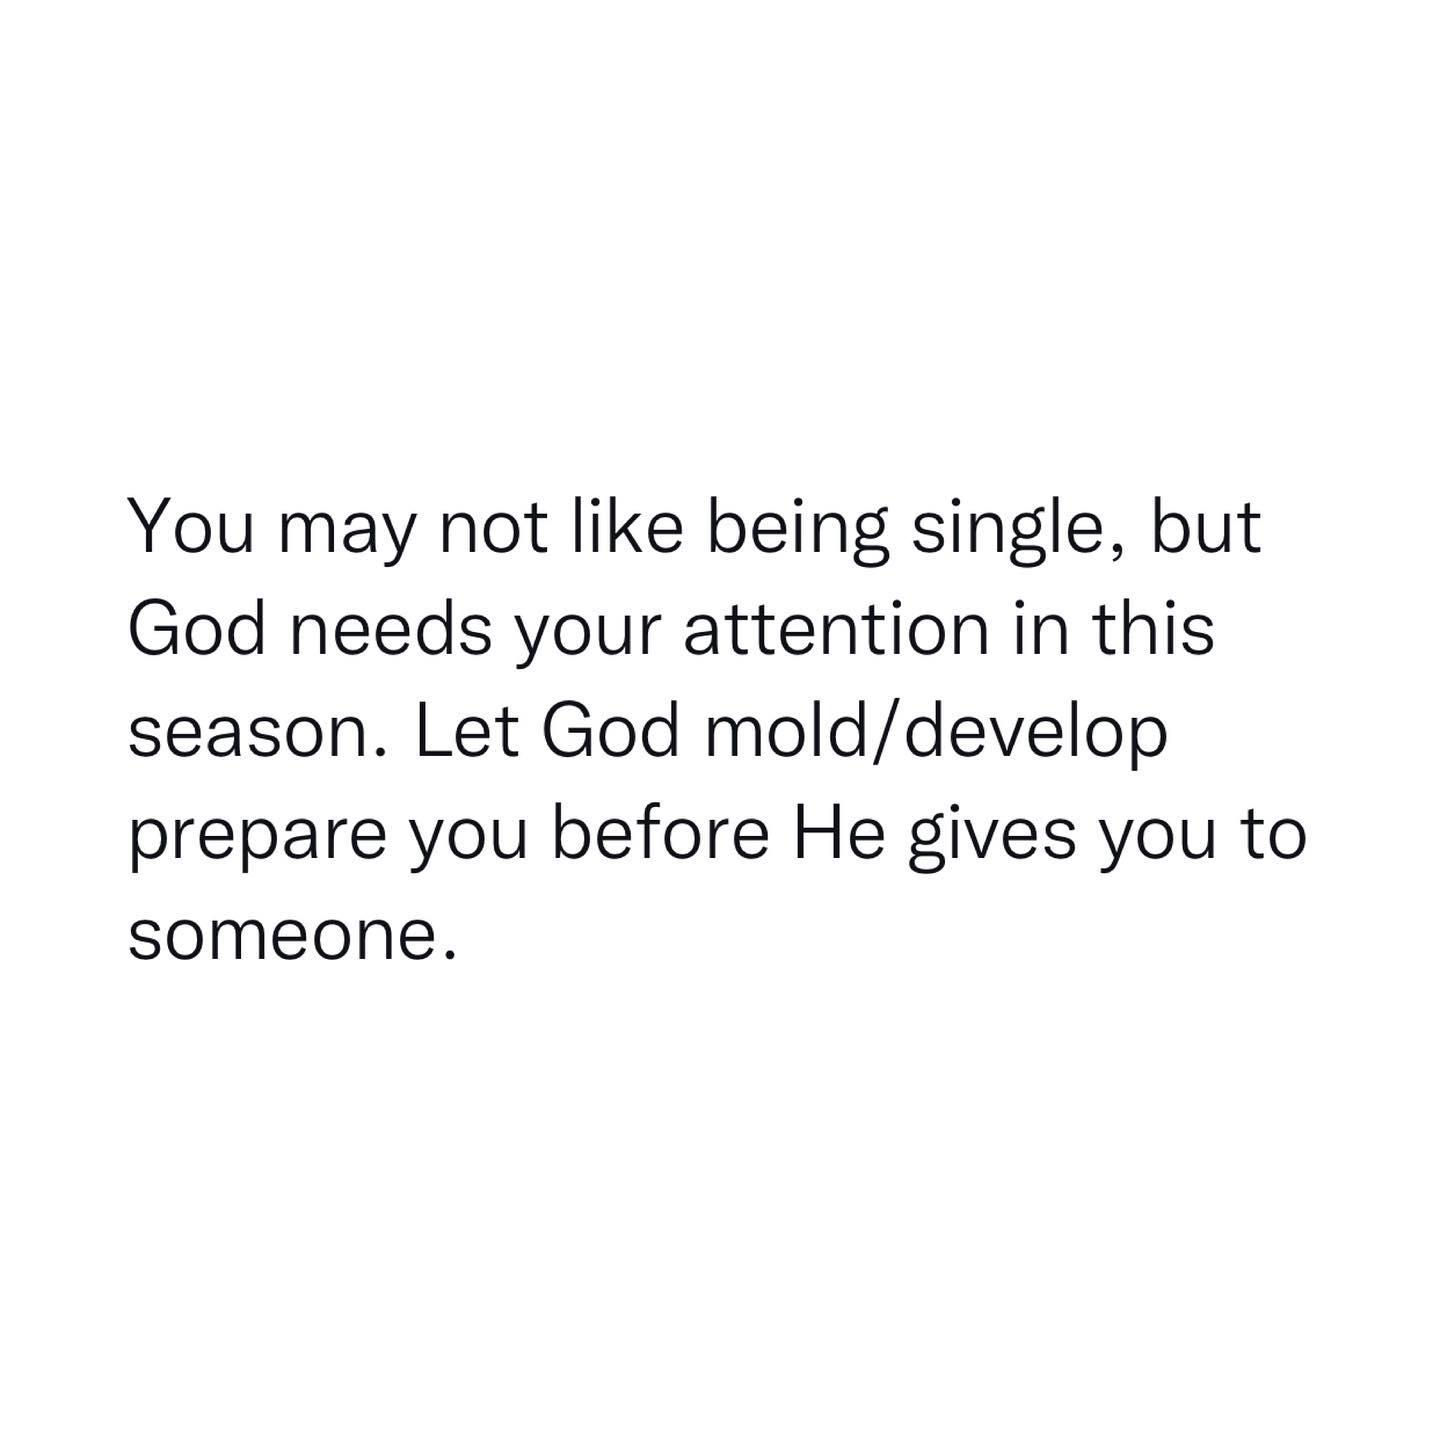 You may not like being single, but
God needs your attention in this
season. Let God mold/develop
prepare you before He gives you to
someone.